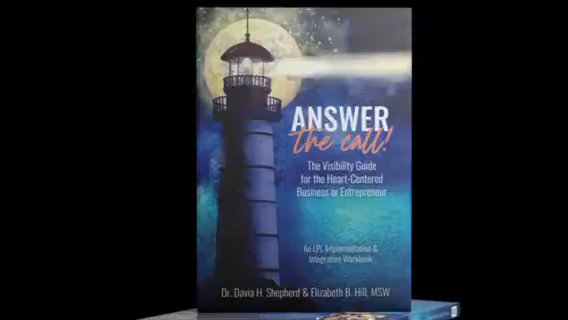 ANSWER
the call!
The Visibility Guide
for the Heart-Centered
Business or Entrepreneur
An LPL Implementation &
Integration Workbook
Dr. Davia H. Shepherd & Elizabeth B. Hill, MSW